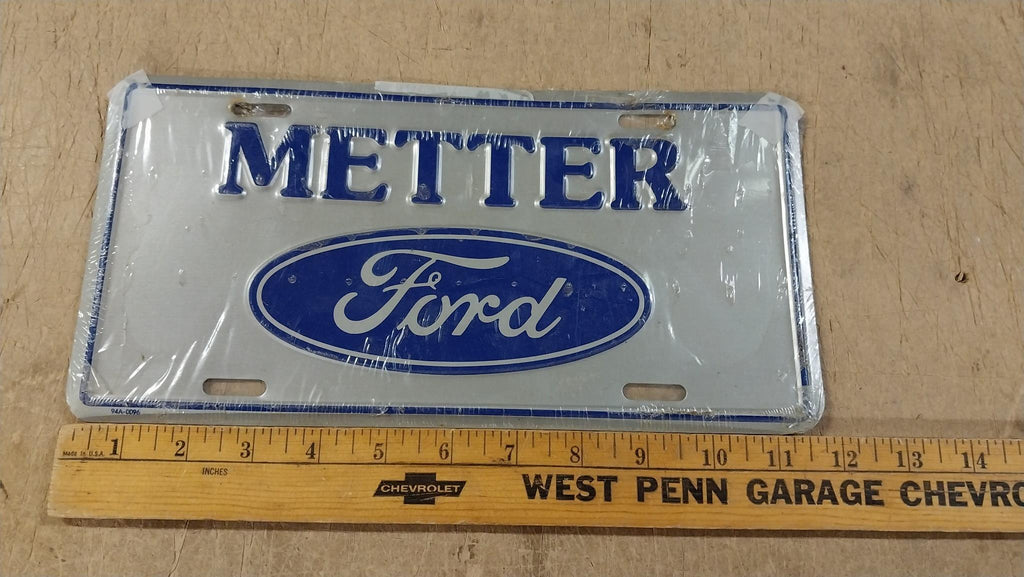 METTER
Ford
94A-0096
Made in U.S.A. 1 2 3 4 5 6 7 8 9 10 11 12 13 14
INCHES
CHEVROLET WEST PENN GARAGE CHEVRO